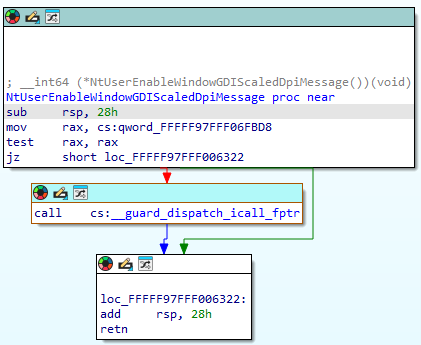 ; __int64 (*NtUserEnableWindowGDIScaledDpiMessage())(void)
NtUserEnableWindowGDIScaledDpiMessage proc near
sub     rsp, 28h
mov     rax, cs:qword_FFFFF97FFF06FBD8
test    rax, rax
jz      short loc_FFFFF97FFF006322
call    cs:__guard_dispatch_icall_fptr
loc_FFFFF97FFF006322:
add     rsp, 28h
retn